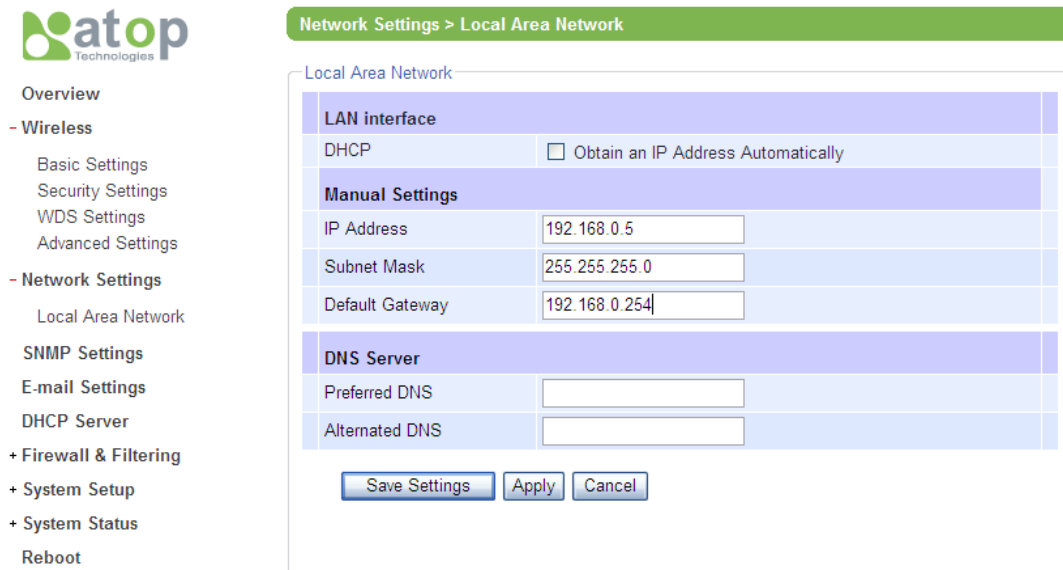 atop
Technologies
Overview
- Wireless
Basic Settings
Security Settings
WDS Settings
Advanced Settings
- Network Settings
Local Area Network
SNMP Settings
E-mail Settings
DHCP Server
+ Firewall & Filtering
+ System Setup
+ System Status
Reboot
Network Settings > Local Area Network
Local Area Network
LAN interface
DHCP Obtain an IP Address Automatically
Manual Settings
IP Address 192.168.0.5
Subnet Mask 255.255.255.0
Default Gateway 192.168.0.254
DNS Server
Preferred DNS
Alternated DNS
Save Settings Apply Cancel